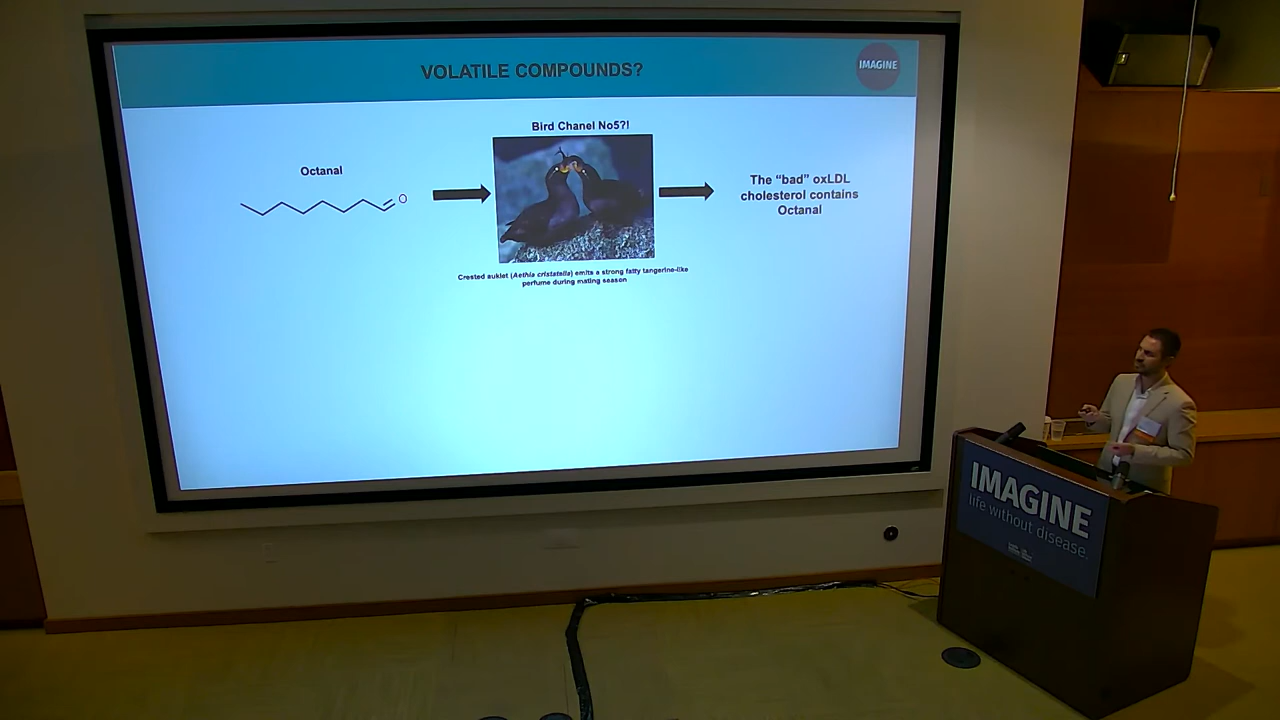 VOLATILE COMPOUNDS?
IMAGINE
Bird Chanel No5?!
Octanal
O
The “bad” oxLDL
cholesterol contains
Octanal
Crested auklet (Aethia cristatella) emits a strong fatty tangerine-like
perfume during mating season
IMAGINE
life without disease.